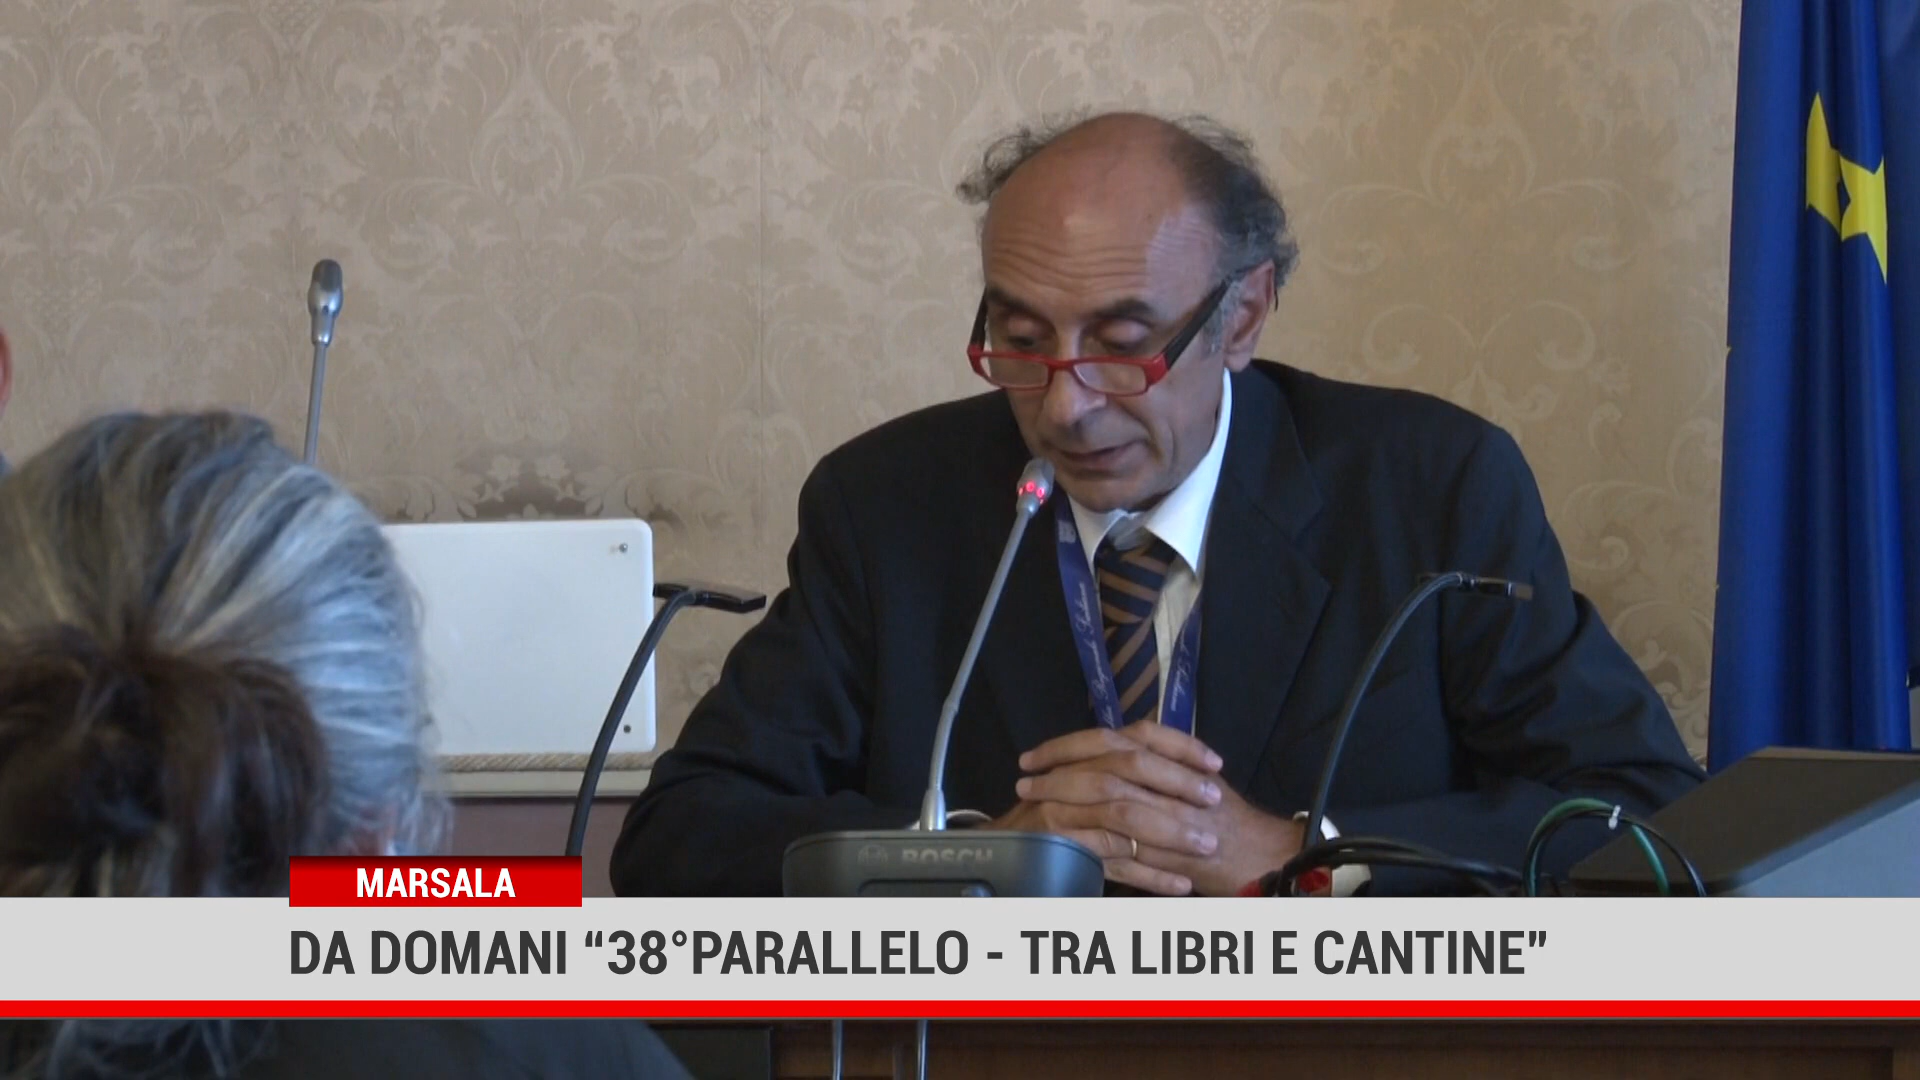 BOSCH
MARSALA
DA DOMANI “38°PARALLELO - TRA LIBRI E CANTINE”